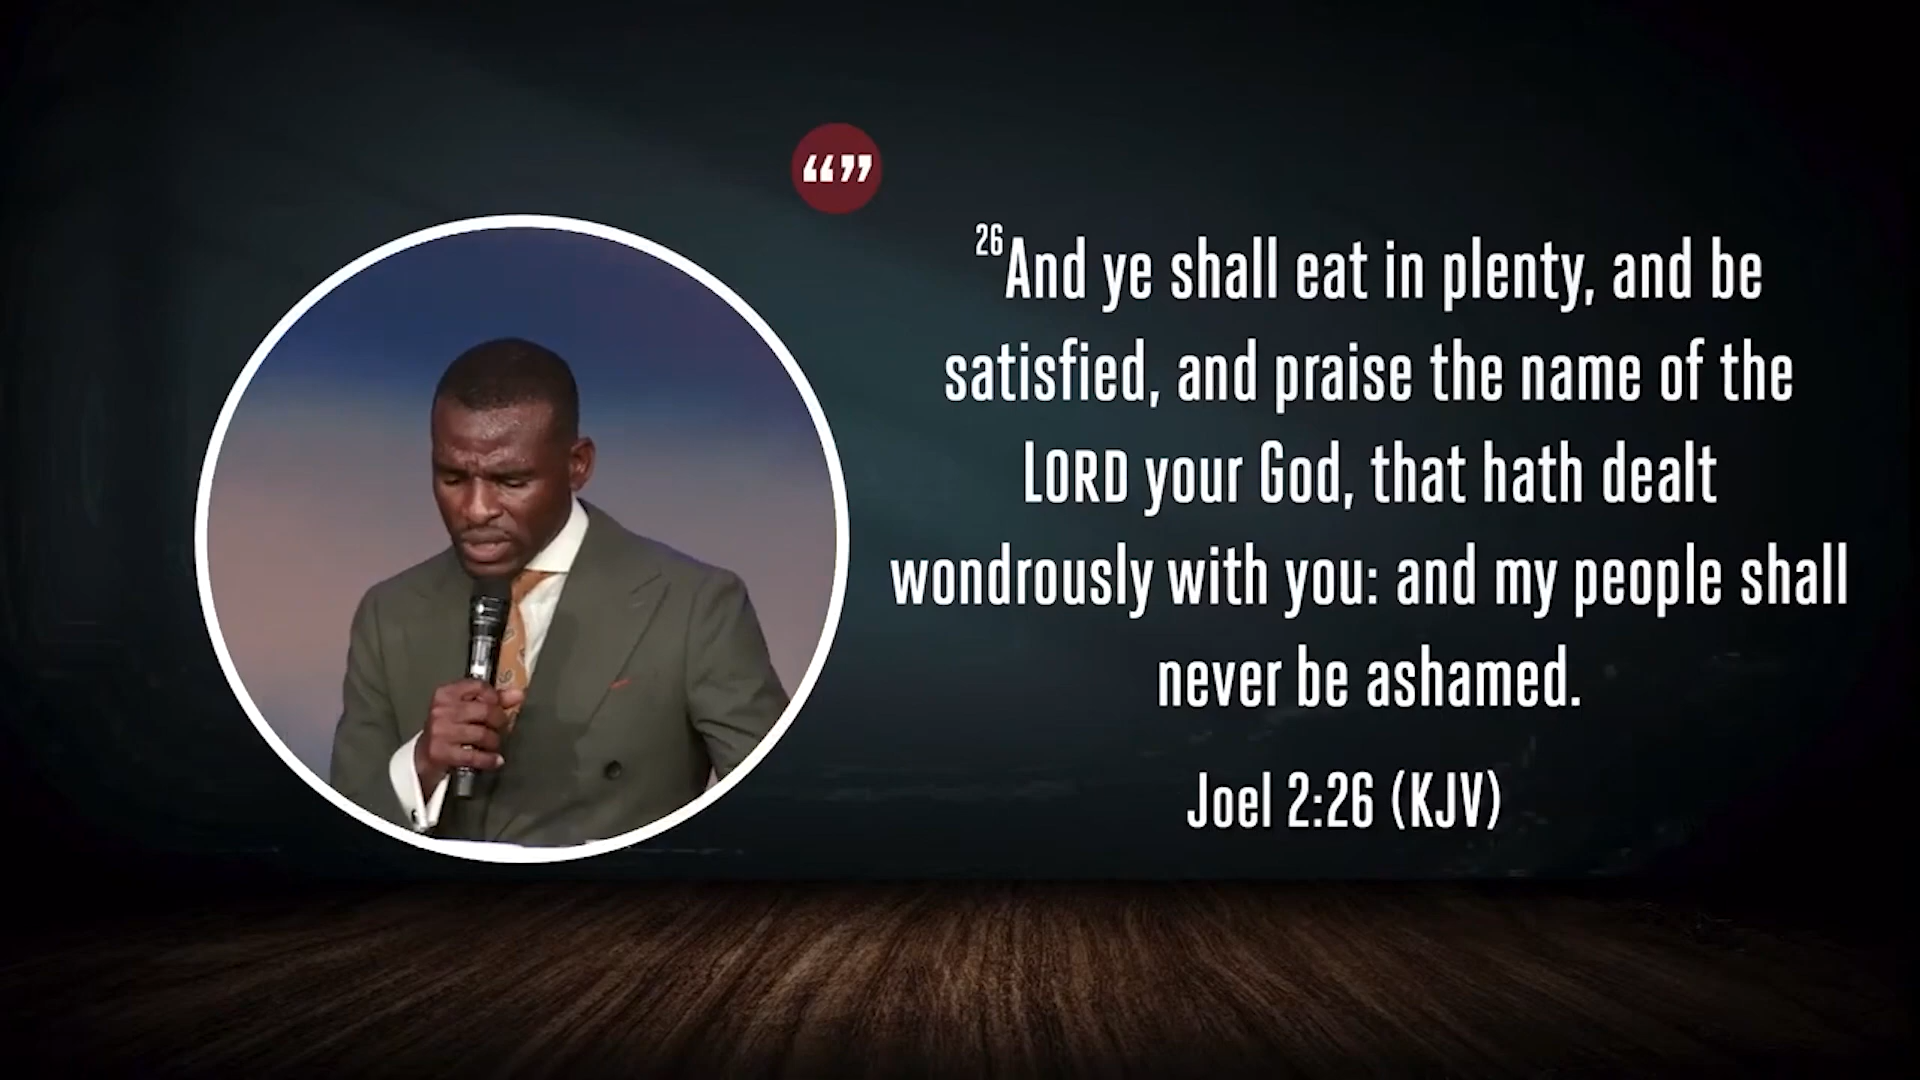 “”
26And ye shall eat in plenty, and be
satisfied, and praise the name of the
LORD your God, that hath dealt
wondrously with you: and my people shall
never be ashamed.
Joel 2:26 (KJV)